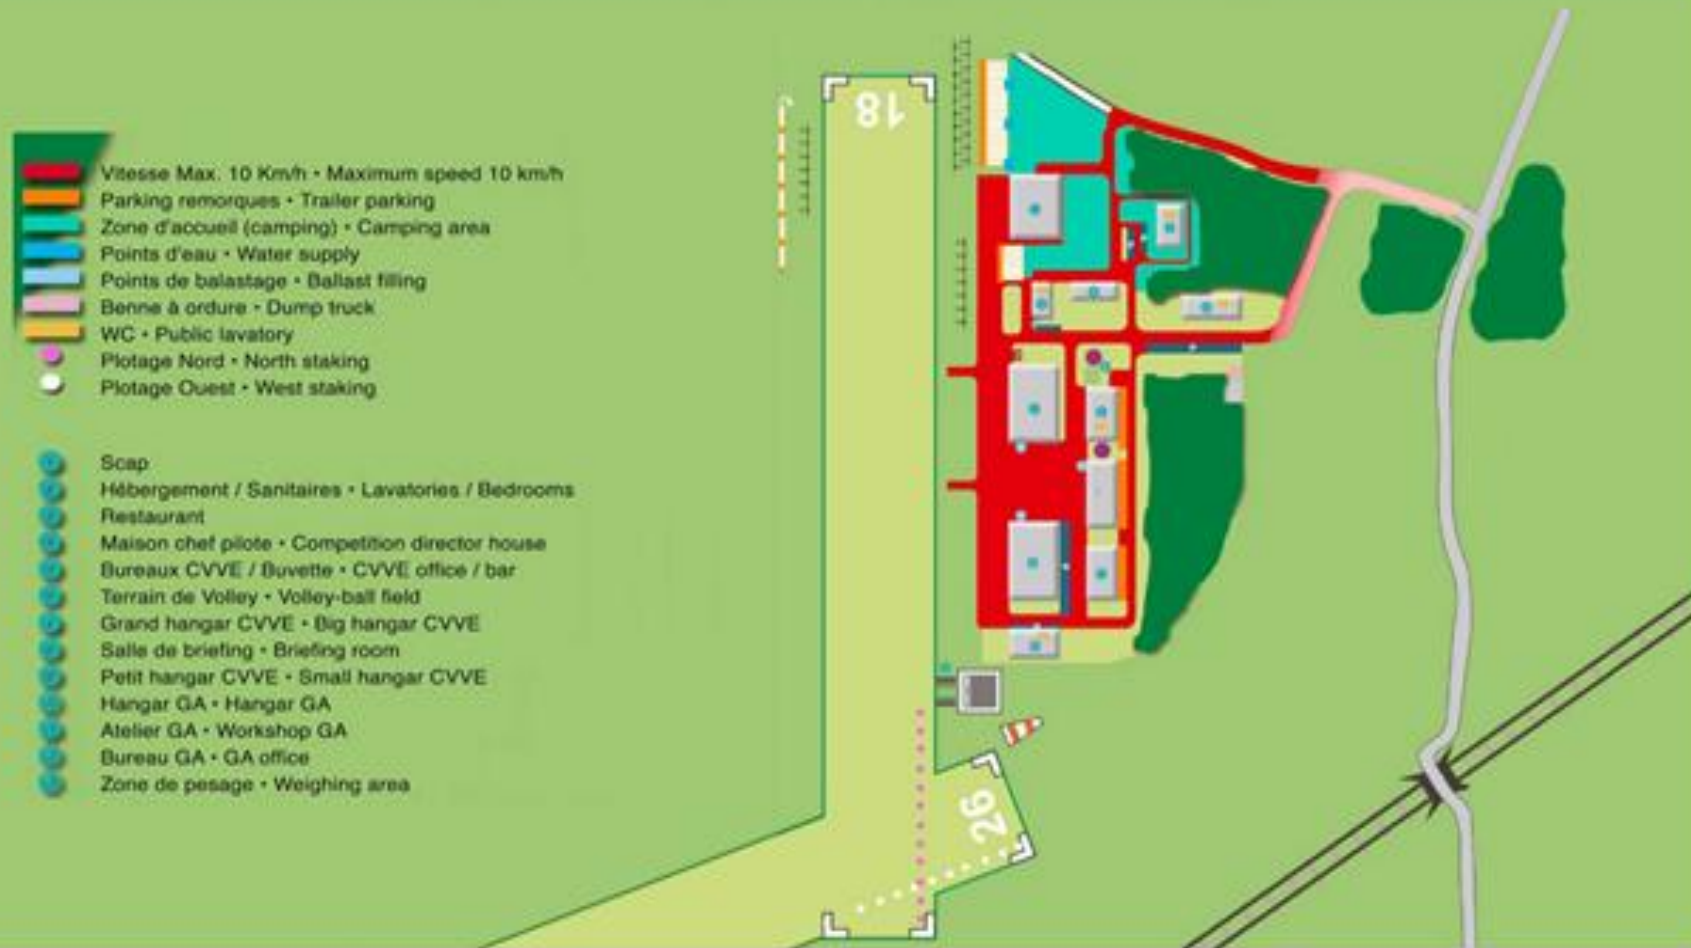 18
Vitesse Max. 10 Km/h • Maximum speed 10 km/h
Parking remorques • Trailer parking
Zone d'accueil (camping) • Camping area
Points d'eau • Water supply
Points de balastage • Ballast filling
Benne à ordure • Dump truck
WC • Public lavatory
Plotage Nord • North staking
Plotage Ouest • West staking
Scap
Hébergement / Sanitaires • Lavatories / Bedrooms
Restaurant
Maison chef pilote • Competition director house
Bureaux CVVE / Buvette • CVVE office / bar
Terrain de Volley • Volley-ball field
Grand hangar CVVE • Big hangar CVVE
Salle de briefing • Briefing room
Petit hangar CVVE • Small hangar CVVE
Hangar GA • Hangar GA
Atelier GA • Workshop GA
Bureau GA • GA office
Zone de pesage • Weighing area
26